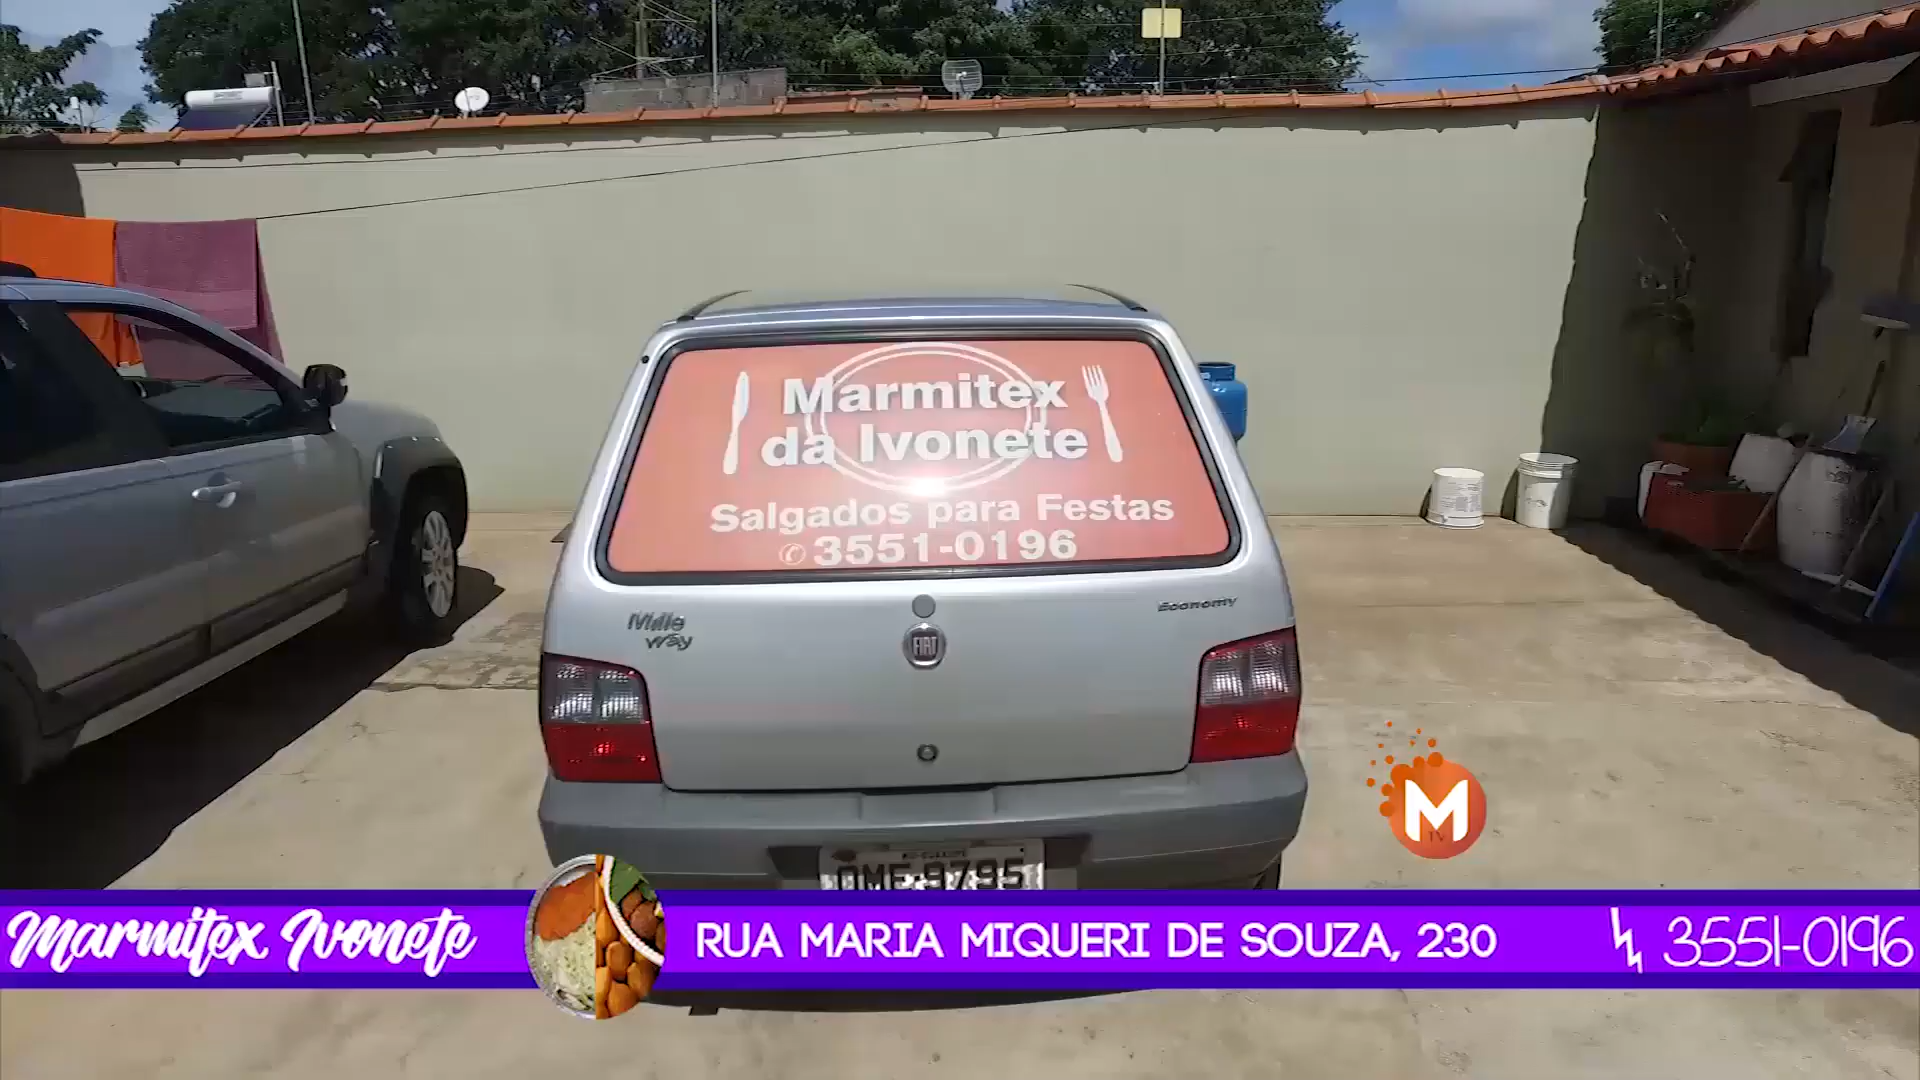 Marmitex
da Ivonete
Salgados para Festas
3551-0196
Mille
way
Economy
FIAT
M
TV
Marmitex Ivonete
RUA MARIA MIQUERI DE SOUZA, 230
3551-0196